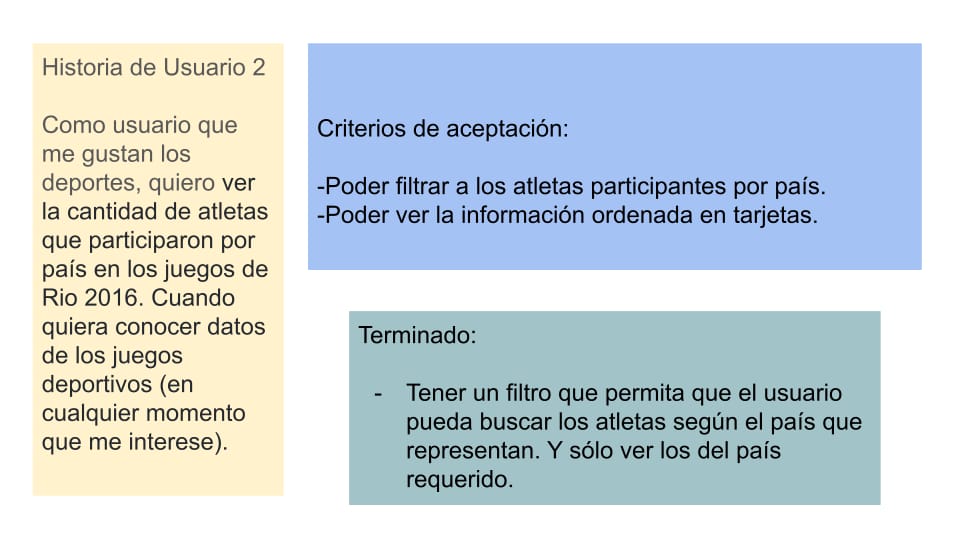 Historia de Usuario 2
Como usuario que
me gustan los
deportes, quiero ver
la cantidad de atletas
que participaron por
país en los juegos de
Rio 2016. Cuando
quiera conocer datos
de los juegos
deportivos (en
cualquier momento
que me interese).
Criterios de aceptación:
-Poder filtrar a los atletas participantes por país.
-Poder ver la información ordenada en tarjetas.
Terminado:
- Tener un filtro que permita que el usuario
pueda buscar los atletas según el país que
representan. Y sólo ver los del país
requerido.